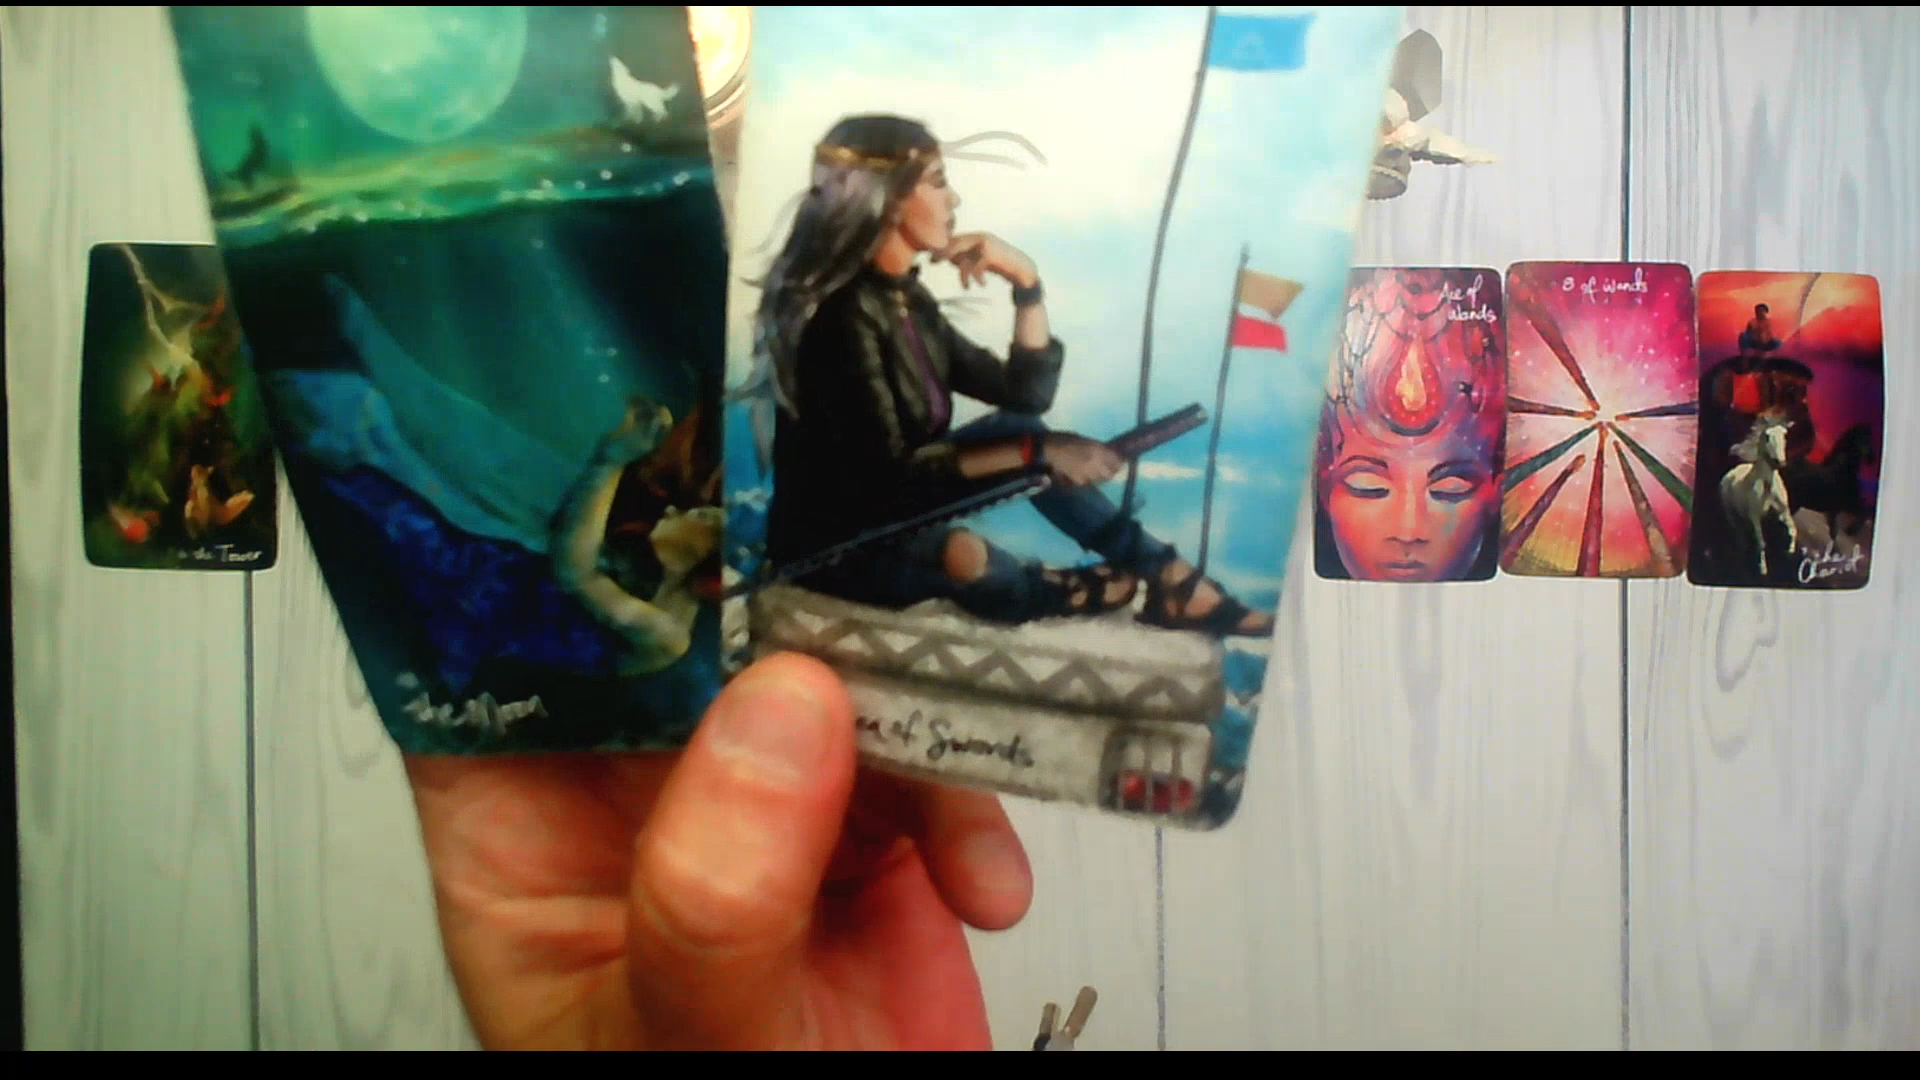 the Tower
the Moon
of Swords
Ace of
Wands
8 of Wands
the
Chariot